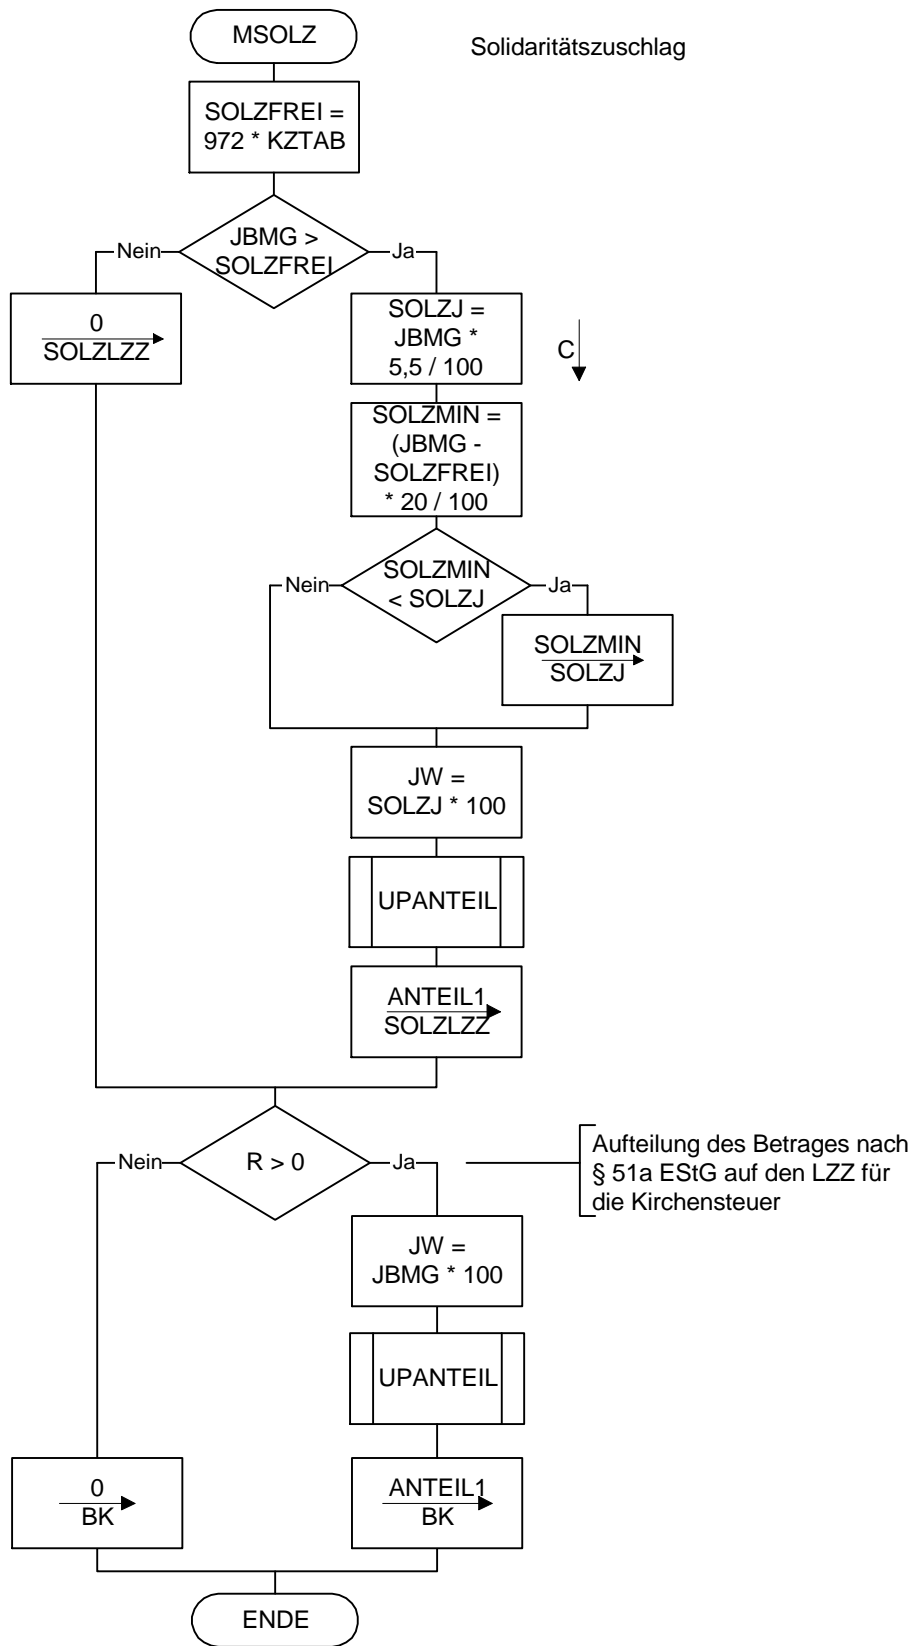 MSOLZ
Solidaritätszuschlag
SOLZFREI =
972 * KZTAB
JBMG >
SOLZFREI
Nein
Ja
0
SOLZLZZ
SOLZJ =
JBMG *
5,5 / 100
C
SOLZMIN =
(JBMG -
SOLZFREI)
* 20 / 100
SOLZMIN
< SOLZJ
Nein
Ja
SOLZMIN
SOLZJ
JW =
SOLZJ * 100
UPANTEIL
ANTEIL1
SOLZLZZ
R > 0
Nein
Ja
Aufteilung des Betrages nach
§ 51a EStG auf den LZZ für
die Kirchensteuer
JW =
JBMG * 100
UPANTEIL
0
BK
ANTEIL1
BK
ENDE